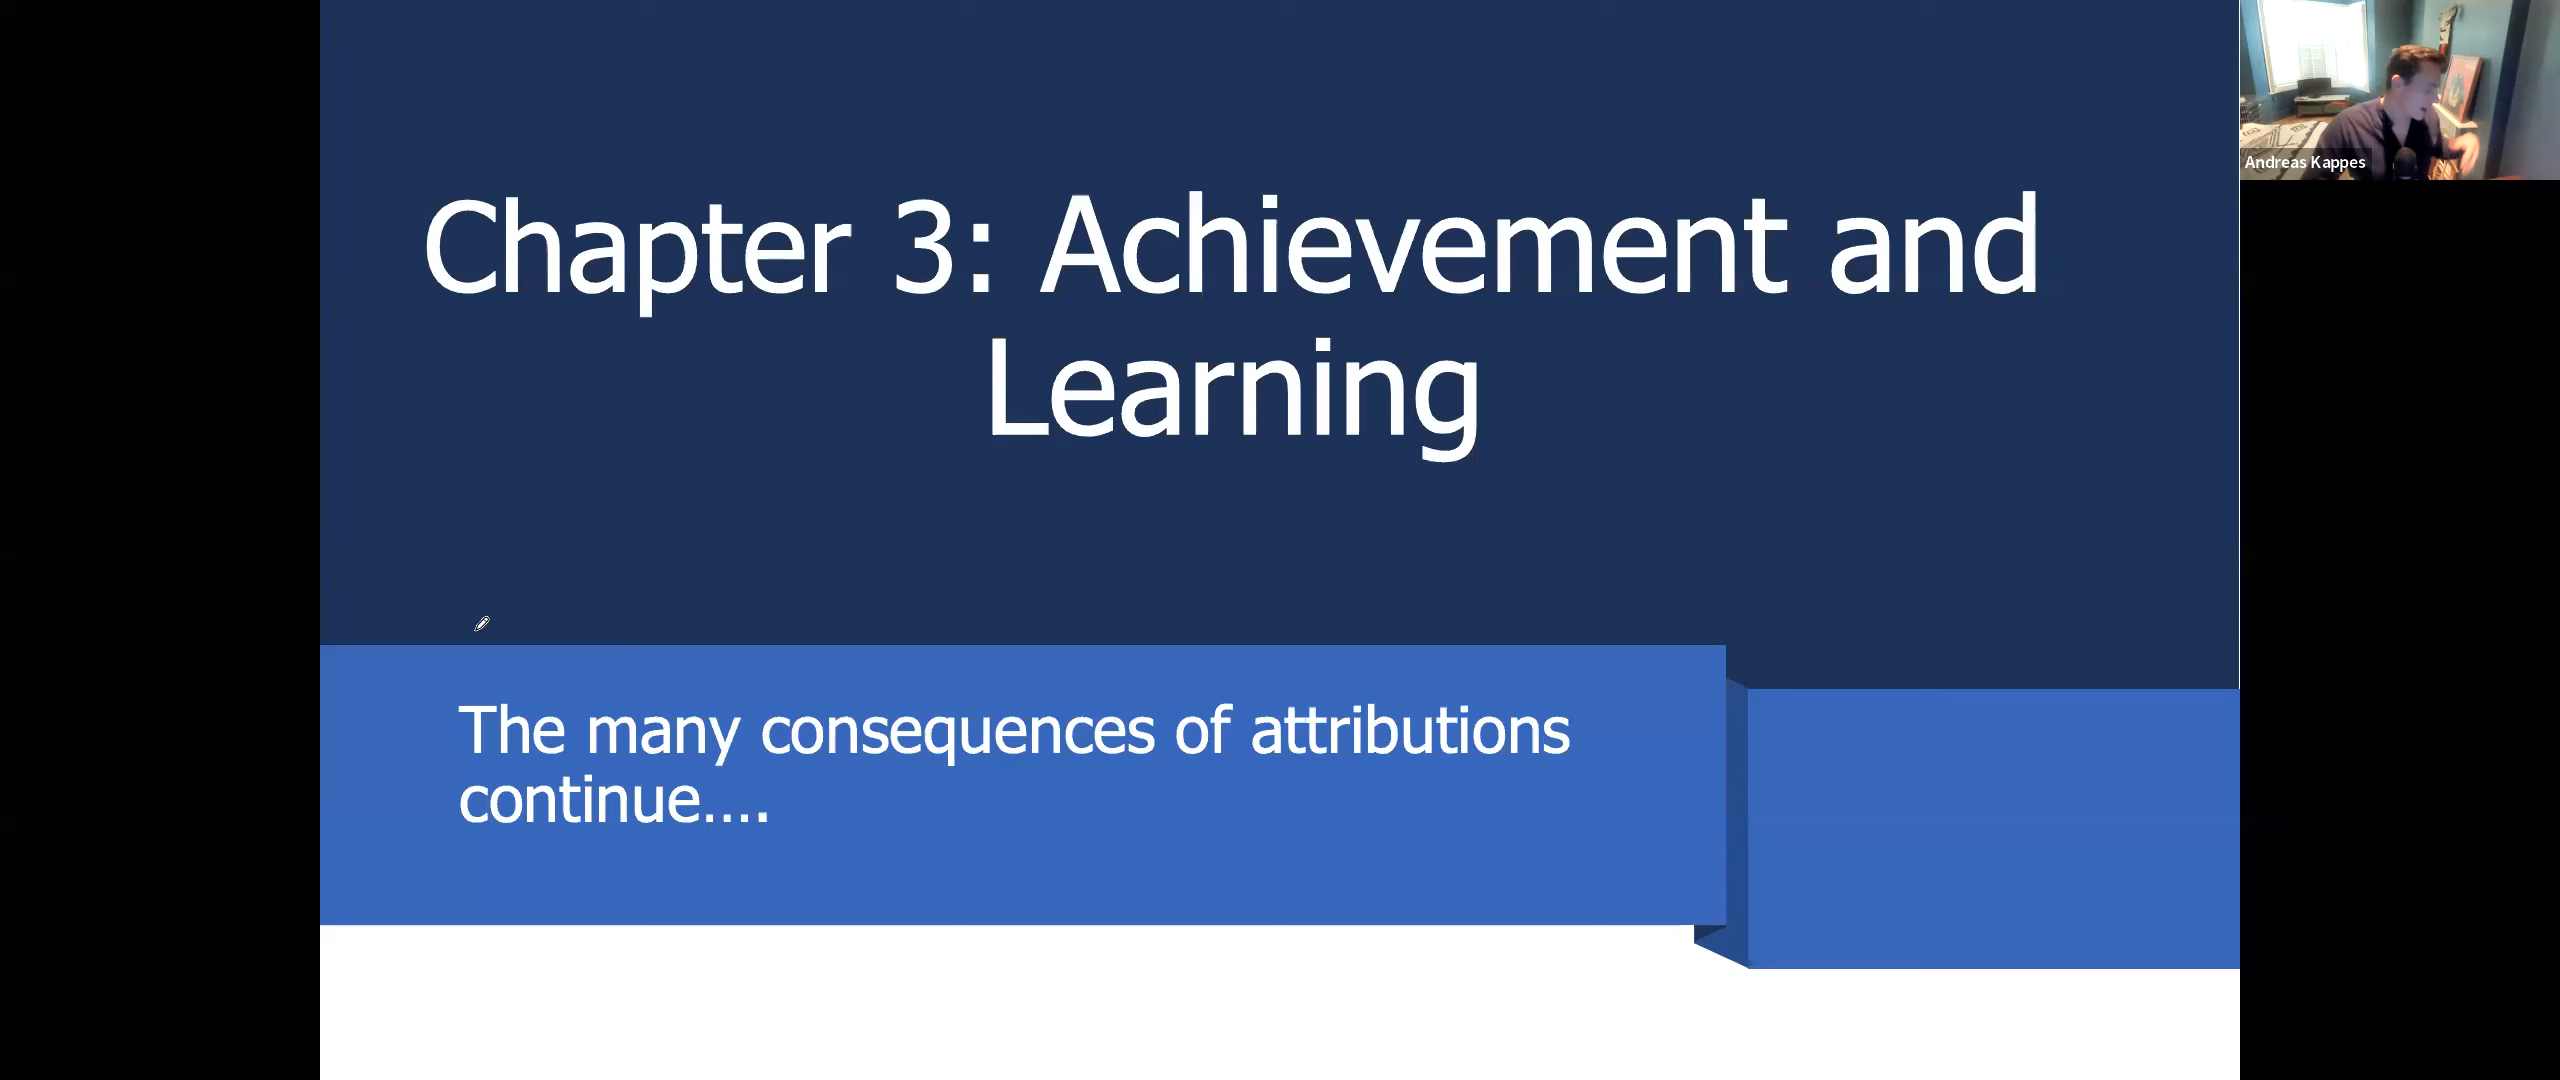 Chapter 3: Achievement and
Learning
The many consequences of attributions
continue....
Andreas Kappes